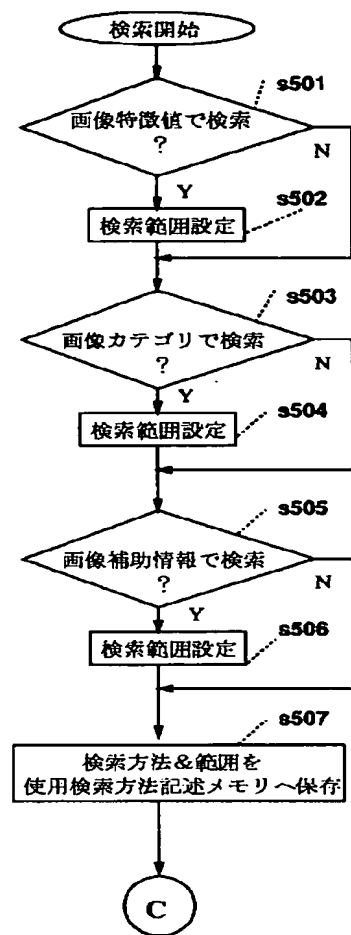 検索開始
s501
画像特徴値で検索
?
N
Y
s502
検索範囲設定
s503
画像カテゴリで検索
?
N
Y
s504
検索範囲設定
s505
画像補助情報で検索
?
N
Y
s506
検索範囲設定
s507
検索方法&範囲を
使用検索方法記述メモリへ保存
C